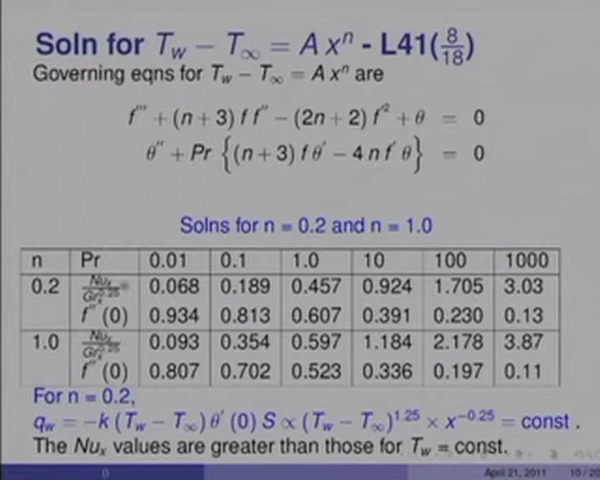 Soln for T_w − T_∞ = A x^n - L41(8/18)
Governing eqns for T_w − T_∞ = A x^n are
f''' + (n + 3) f f'' − (2n + 2) f'^2 + θ = 0
θ'' + Pr {(n + 3) f θ' − 4 n f' θ} = 0
Solns for n = 0.2 and n = 1.0
n Pr 0.01 0.1 1.0 10 100 1000
0.2 Nu_x/Gr_x^0.25 0.068 0.189 0.457 0.924 1.705 3.03
f''(0) 0.934 0.813 0.607 0.391 0.230 0.13
1.0 Nu_x/Gr_x^0.25 0.093 0.354 0.597 1.184 2.178 3.87
f''(0) 0.807 0.702 0.523 0.336 0.197 0.11
For n = 0.2,
q_w = −k (T_w − T_∞) θ'(0) S ∝ (T_w − T_∞)^1.25 × x^−0.25 = const .
The Nu_x values are greater than those for T_w = const.
April 21, 2011 10 / 20